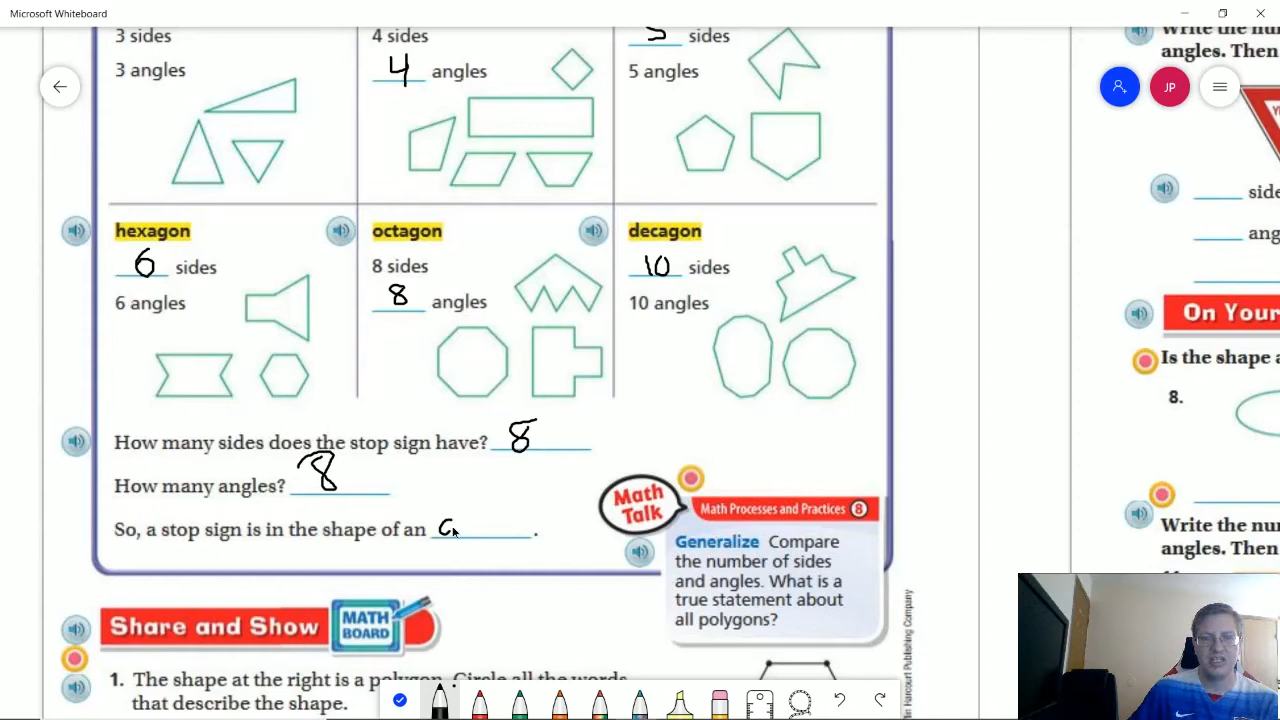 Microsoft Whiteboard
3 sides
3 angles
4 sides
4 angles
5 sides
5 angles
hexagon
6 sides
6 angles
octagon
8 sides
8 angles
decagon
10 sides
10 angles
How many sides does the stop sign have? 8
How many angles? 8
So, a stop sign is in the shape of an o .
Math Talk
Math Processes and Practices 8
Generalize Compare
the number of sides
and angles. What is a
true statement about
all polygons?
Share and Show
MATH
BOARD
1. The shape at the right is a polygon. Circle all the words
that describe the shape.
JP
Write the
angles. Then
On Your
Is the shape
8.
Write the
angles. Then
Harcourt Publishing Company